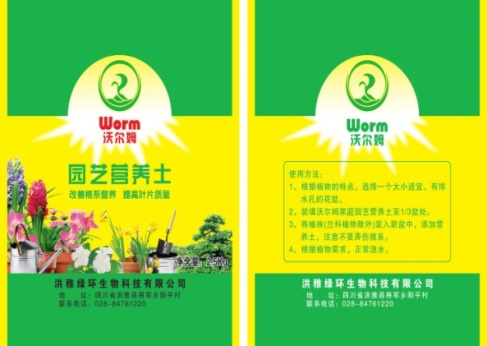 Worm
沃尔姆
园艺营养土
改善根系营养 提高叶片质量
净含量：2.5Kg
洪雅绿环生物科技有限公司
地 址：四川省洪雅县将军乡阳平村
联系电话：028-84761220
Worm
沃尔姆
使用方法：
1、根据植物的特点，选择一个大小适宜，有排
水孔的花盆。
2、装填沃尔姆家庭园艺营养土至1/3盆处。
3、将植株(兰科植物除外)装入新盆中，添加营
养土，注意不要弄伤根系。
4、根据植物需求，正常浇水。
洪雅绿环生物科技有限公司
地 址：四川省洪雅县将军乡阳平村
联系电话：028-84761220